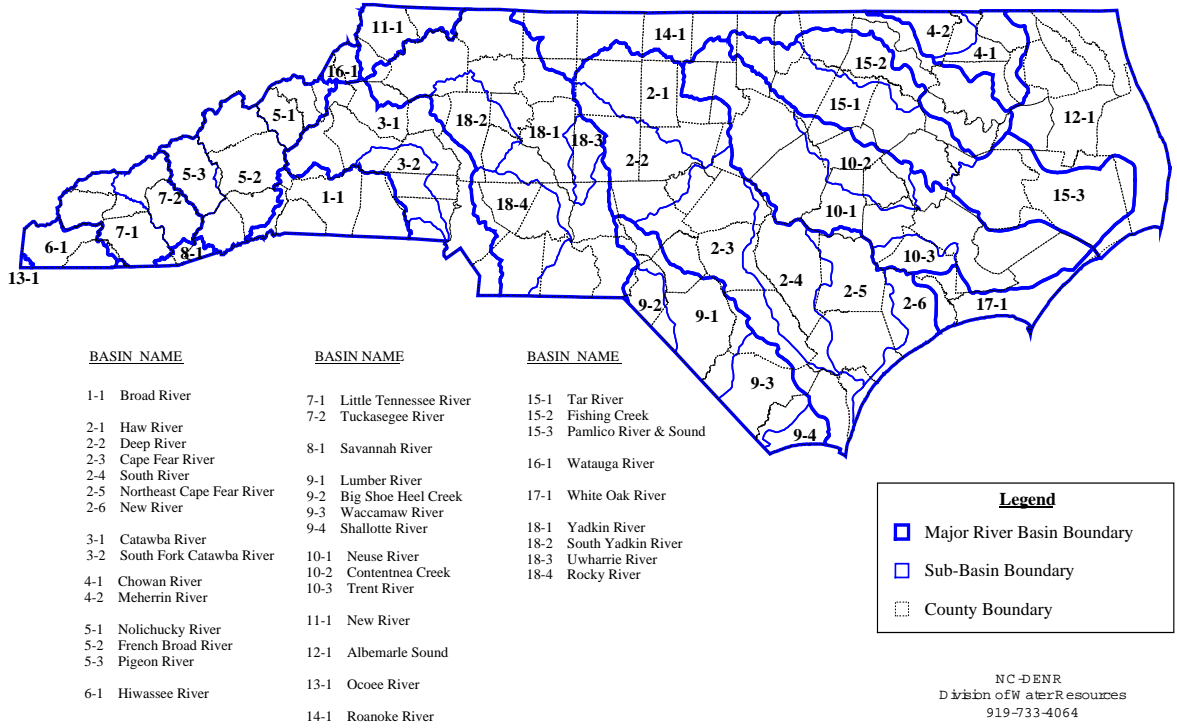 11-1
14-1
4-2
4-1
16-1
15-2
5-1
2-1
15-1
12-1
3-1
18-2
18-1
18-3
3-2
2-2
10-2
5-3
5-2
7-2
1-1
18-4
10-1
15-3
6-1
7-1
8-1
13-1
2-3
10-3
2-4
2-5
2-6
17-1
9-2
9-1
9-3
9-4
BASIN NAME
1-1 Broad River
2-1 Haw River
2-2 Deep River
2-3 Cape Fear River
2-4 South River
2-5 Northeast Cape Fear River
2-6 New River
3-1 Catawba River
3-2 South Fork Catawba River
4-1 Chowan River
4-2 Meherrin River
5-1 Nolichucky River
5-2 French Broad River
5-3 Pigeon River
6-1 Hiwassee River
BASIN NAME
7-1 Little Tennessee River
7-2 Tuckasegee River
8-1 Savannah River
9-1 Lumber River
9-2 Big Shoe Heel Creek
9-3 Waccamaw River
9-4 Shallotte River
10-1 Neuse River
10-2 Contentnea Creek
10-3 Trent River
11-1 New River
12-1 Albemarle Sound
13-1 Ocoee River
14-1 Roanoke River
BASIN NAME
15-1 Tar River
15-2 Fishing Creek
15-3 Pamlico River & Sound
16-1 Watauga River
17-1 White Oak River
18-1 Yadkin River
18-2 South Yadkin River
18-3 Uwharrie River
18-4 Rocky River
Legend
Major River Basin Boundary
Sub-Basin Boundary
County Boundary
NC-DENR
Division of Water Resources
919-733-4064